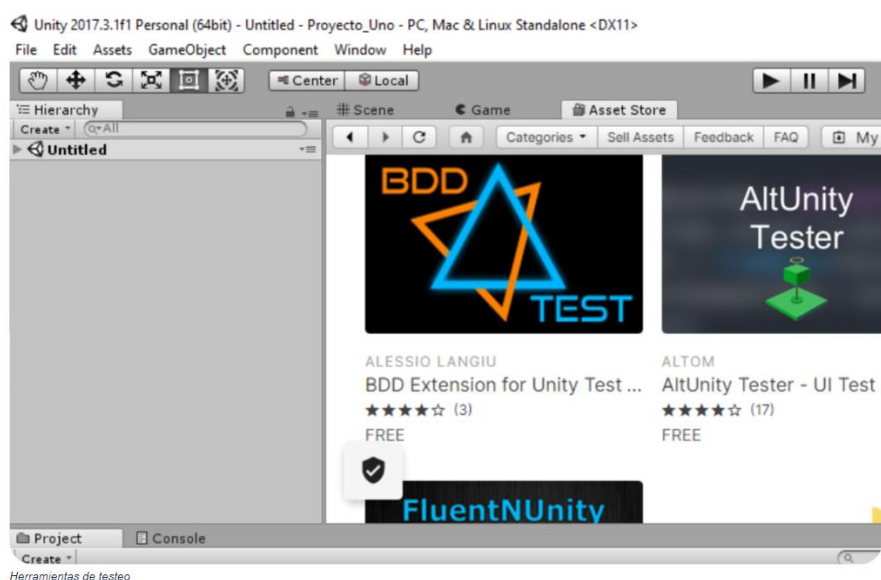 Unity 2017.3.1f1 Personal (64bit) - Untitled - Proyecto_Uno - PC, Mac & Linux Standalone <DX11>
File Edit Assets GameObject Component Window Help
Center Local
Hierarchy
# Scene Game Asset Store
Create All
Categories Sell Assets Feedback FAQ My
Untitled
BDD
TEST
AltUnity
Tester
ALESSIO LANGIU ALTOM
BDD Extension for Unity Test ... AltUnity Tester - UI Test
★★★★☆ (3) ★★★★☆ (17)
FREE FREE
FluentNUnity
Project Console
Create
Herramientas de testeo